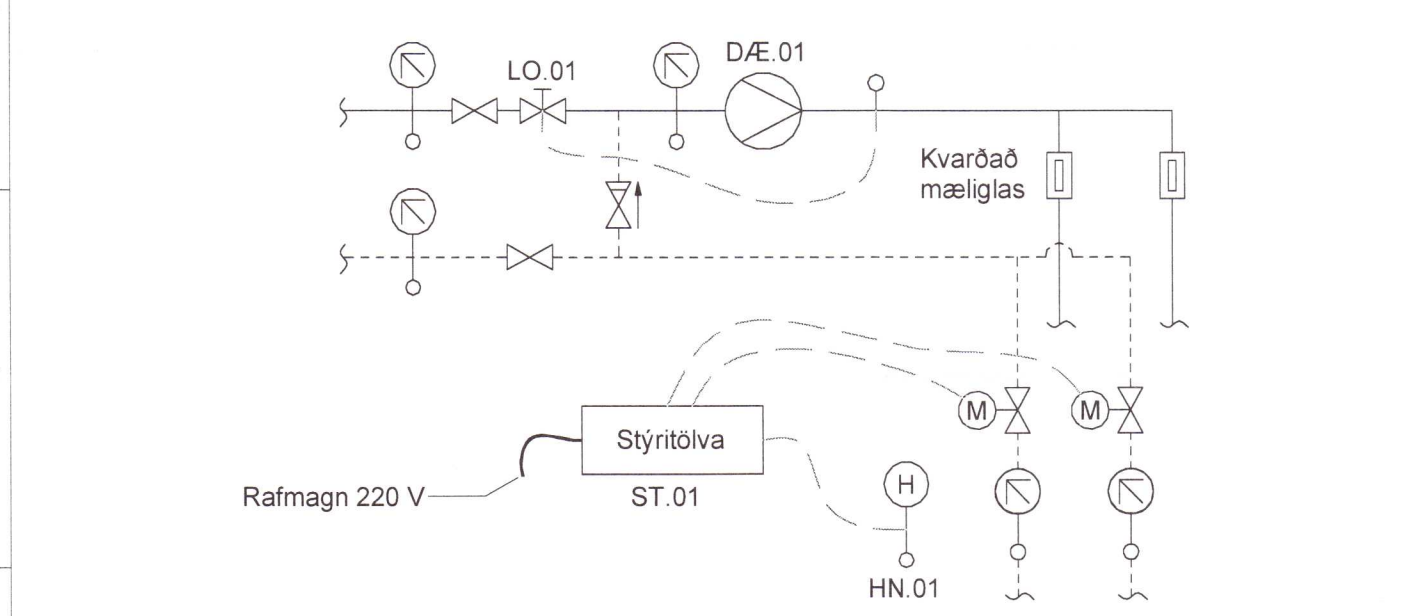 DÆ.01
LO.01
Kvarðað
mæliglas
M
M
Stýritölva
H
Rafmagn 220 V
ST.01
HN.01